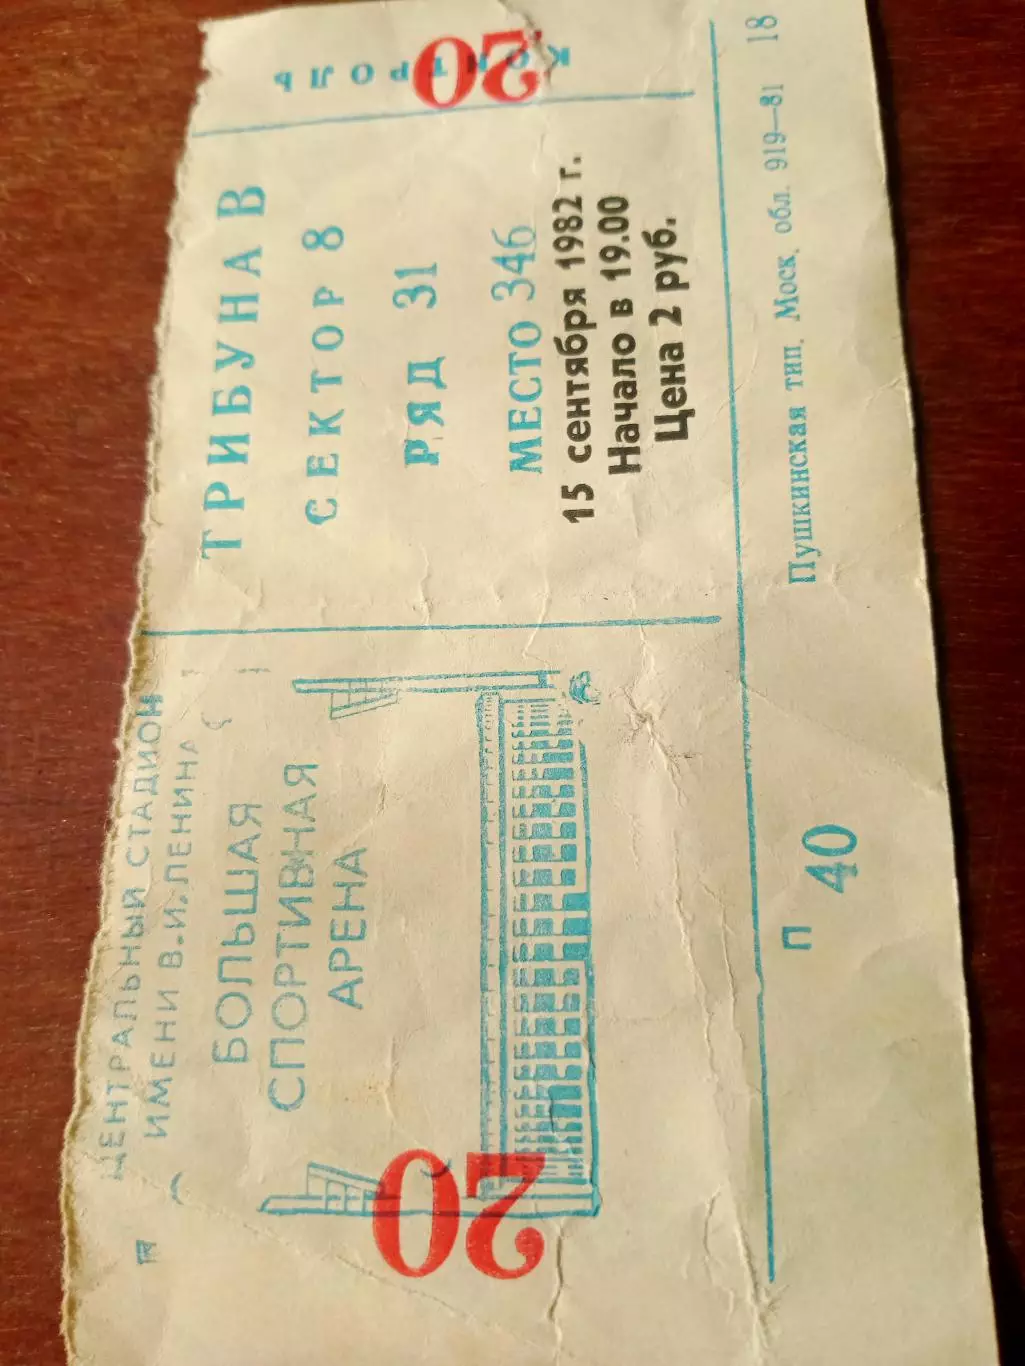 КОНТРОЛЬ
20
ТРИБУНА В
СЕКТОР 8
РЯД 31
МЕСТО 346
15 сентября 1982 г.
Начало в 19.00
Цена 2 руб.
ЦЕНТРАЛЬНЫЙ СТАДИОН
ИМЕНИ В.И.ЛЕНИНА
БОЛЬШАЯ
СПОРТИВНАЯ
АРЕНА
20
П 40
Пушкинская тип. Моск. обл. 919—81 18